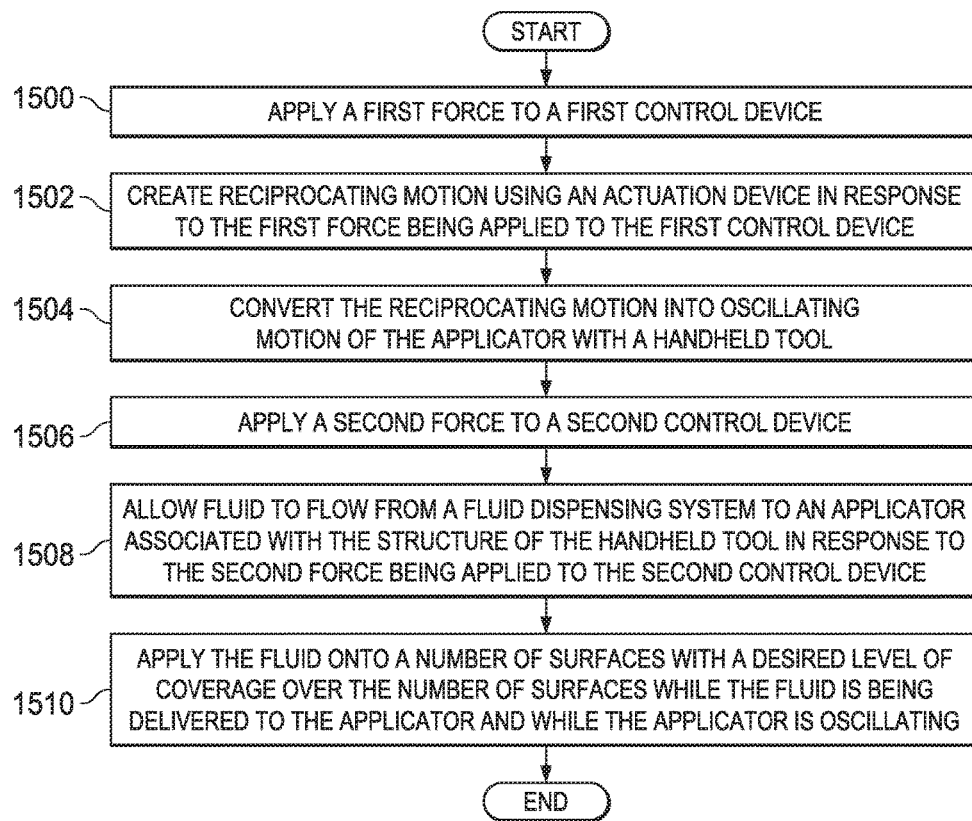 START
1500
APPLY A FIRST FORCE TO A FIRST CONTROL DEVICE
1502
CREATE RECIPROCATING MOTION USING AN ACTUATION DEVICE IN RESPONSE
TO THE FIRST FORCE BEING APPLIED TO THE FIRST CONTROL DEVICE
1504
CONVERT THE RECIPROCATING MOTION INTO OSCILLATING
MOTION OF THE APPLICATOR WITH A HANDHELD TOOL
1506
APPLY A SECOND FORCE TO A SECOND CONTROL DEVICE
1508
ALLOW FLUID TO FLOW FROM A FLUID DISPENSING SYSTEM TO AN APPLICATOR
ASSOCIATED WITH THE STRUCTURE OF THE HANDHELD TOOL IN RESPONSE TO
THE SECOND FORCE BEING APPLIED TO THE SECOND CONTROL DEVICE
1510
APPLY THE FLUID ONTO A NUMBER OF SURFACES WITH A DESIRED LEVEL OF
COVERAGE OVER THE NUMBER OF SURFACES WHILE THE FLUID IS BEING
DELIVERED TO THE APPLICATOR AND WHILE THE APPLICATOR IS OSCILLATING
END